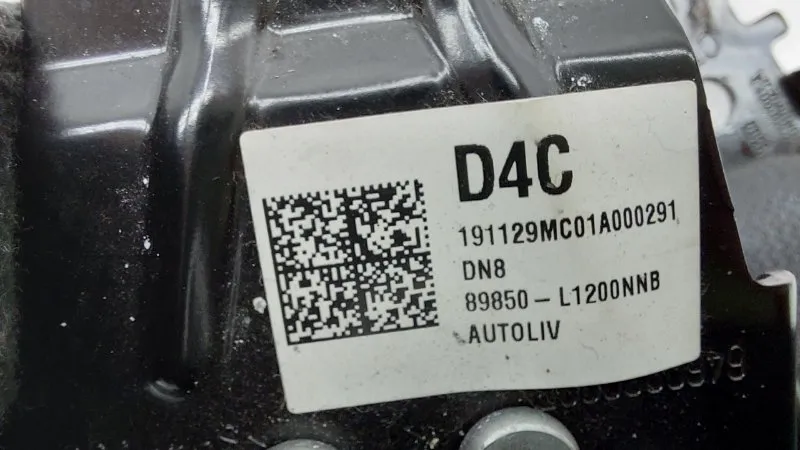 D4C
191129MC01A000291
DN8
89850-L1200NNB
AUTOLIV